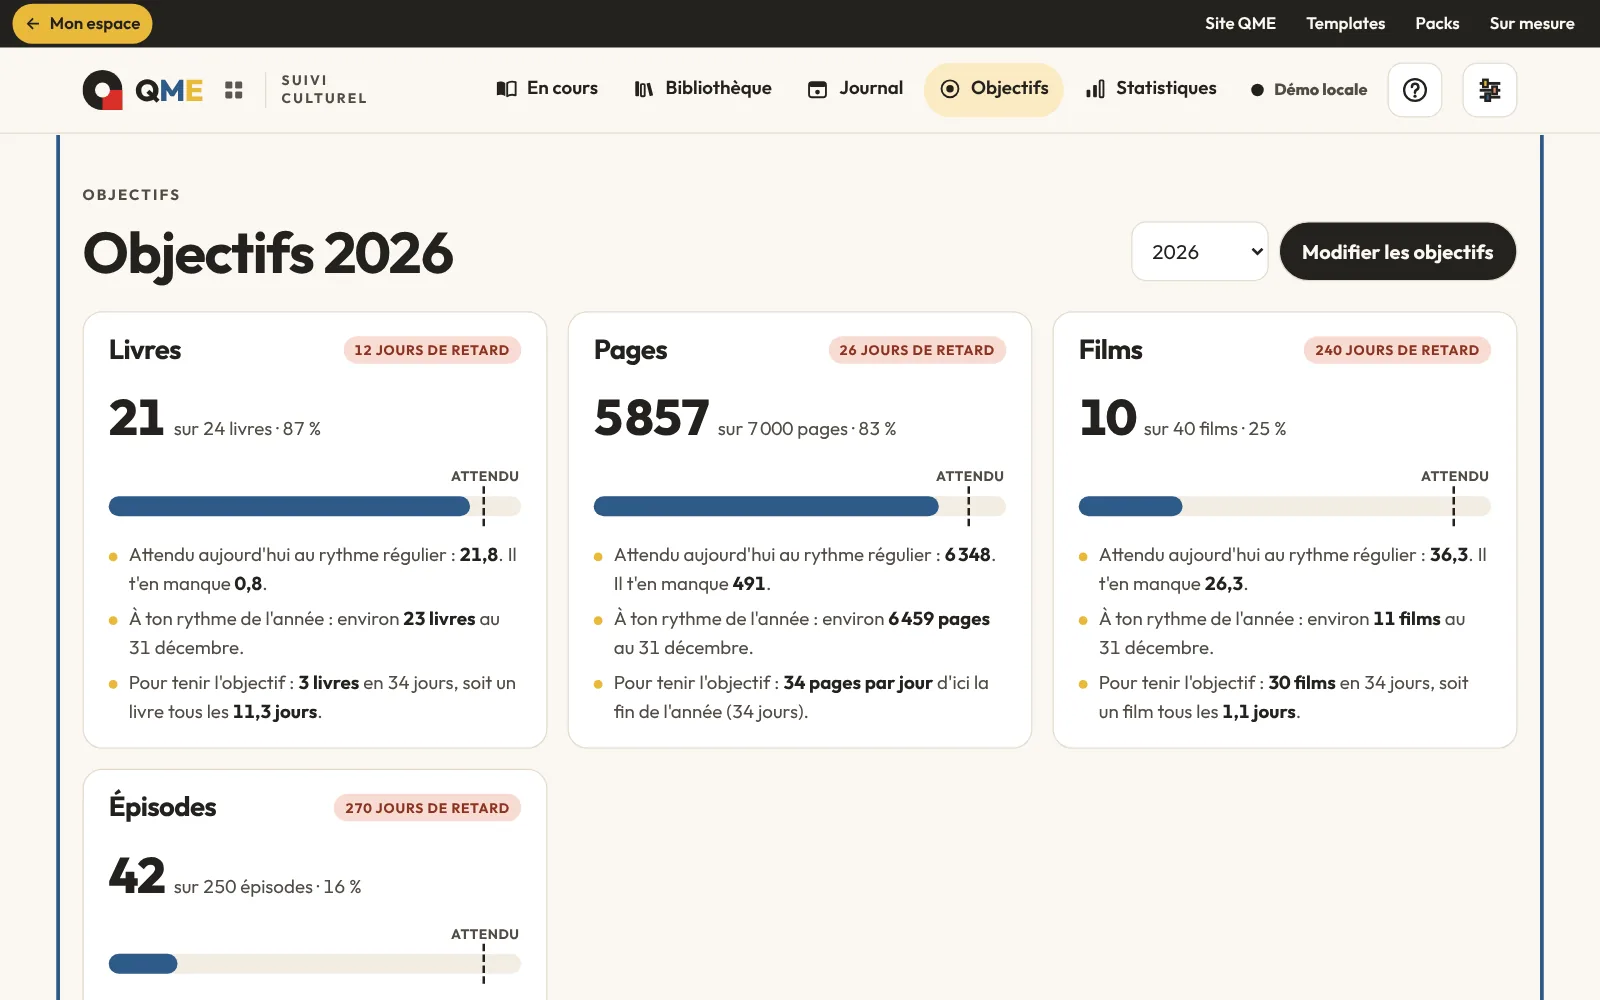 ← Mon espace
Site QME
Templates
Packs
Sur mesure
QME
SUIVI
CULTUREL
En cours
Bibliothèque
Journal
Objectifs
Statistiques
Démo locale
OBJECTIFS
Objectifs 2026
2026
Modifier les objectifs
Livres
12 JOURS DE RETARD
21 sur 24 livres · 87 %
ATTENDU
Attendu aujourd'hui au rythme régulier : 21,8. Il
t'en manque 0,8.
À ton rythme de l'année : environ 23 livres au
31 décembre.
Pour tenir l'objectif : 3 livres en 34 jours, soit un
livre tous les 11,3 jours.
Pages
26 JOURS DE RETARD
5 857 sur 7 000 pages · 83 %
ATTENDU
Attendu aujourd'hui au rythme régulier : 6 348.
Il t'en manque 491.
À ton rythme de l'année : environ 6 459 pages
au 31 décembre.
Pour tenir l'objectif : 34 pages par jour d'ici la
fin de l'année (34 jours).
Films
240 JOURS DE RETARD
10 sur 40 films · 25 %
ATTENDU
Attendu aujourd'hui au rythme régulier : 36,3. Il
t'en manque 26,3.
À ton rythme de l'année : environ 11 films au
31 décembre.
Pour tenir l'objectif : 30 films en 34 jours, soit
un film tous les 1,1 jours.
Épisodes
270 JOURS DE RETARD
42 sur 250 épisodes · 16 %
ATTENDU